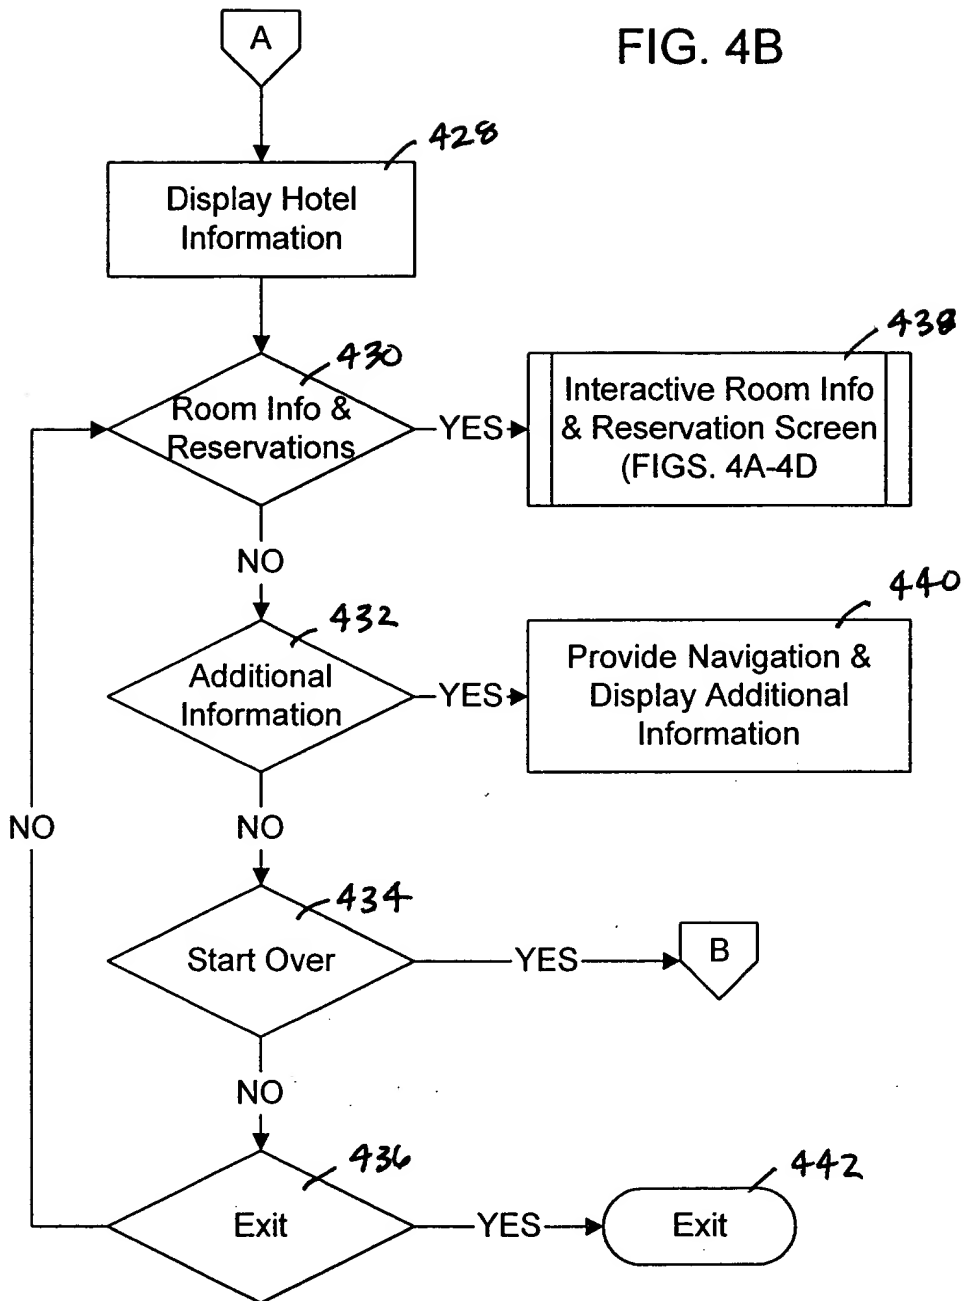 FIG. 4B
A
428
Display Hotel
Information
430
Room Info &
Reservations
YES
438
Interactive Room Info
& Reservation Screen
(FIGS. 4A-4D
NO
432
Additional
Information
YES
440
Provide Navigation &
Display Additional
Information
NO
NO
434
Start Over
YES
B
NO
436
Exit
YES
442
Exit